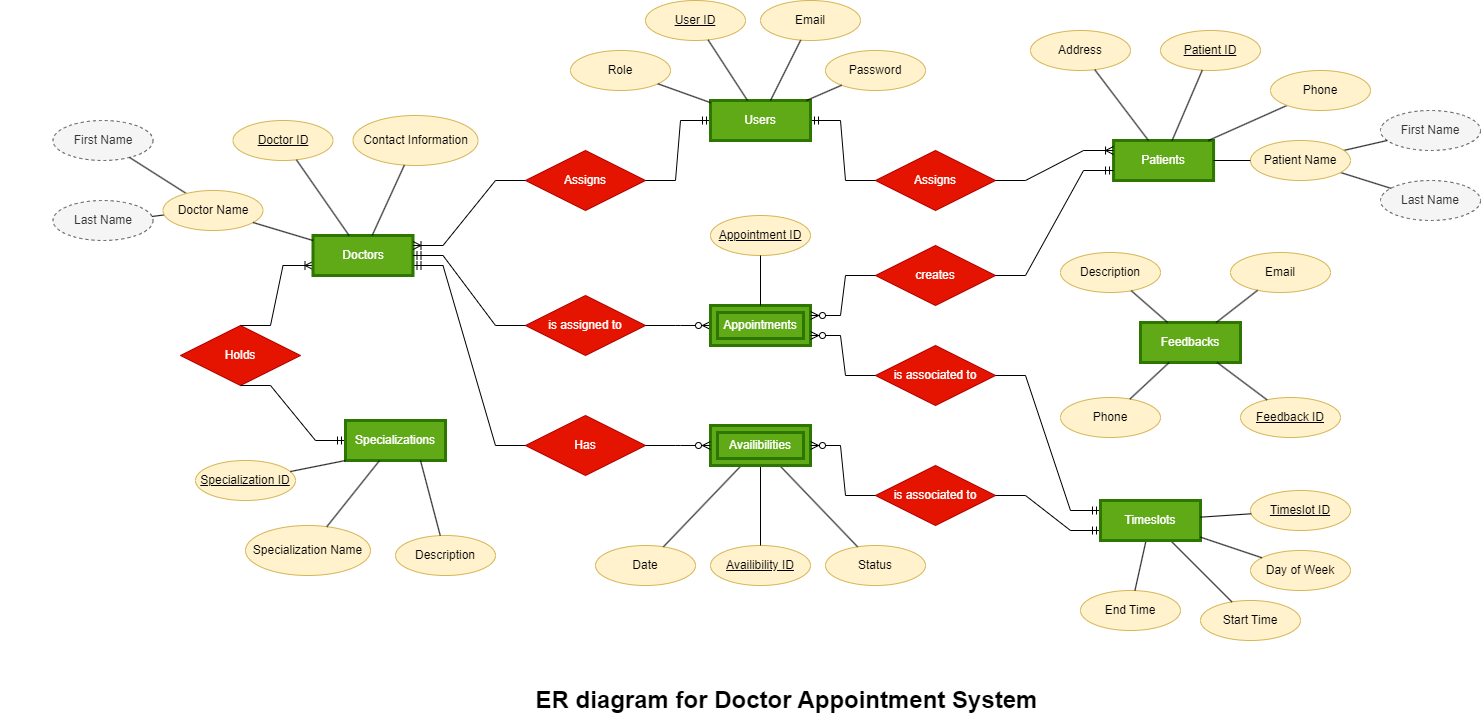 User ID
Email
Role
Password
Users
Address
Patient ID
Phone
First Name
Patient Name
Last Name
Patients
First Name
Doctor ID
Contact Information
Doctor Name
Last Name
Doctors
Assigns
Assigns
Appointment ID
creates
Description
Email
is assigned to
Appointments
Feedbacks
Holds
is associated to
Phone
Feedback ID
Specializations
Has
Availibilities
Specialization ID
is associated to
Timeslots
Timeslot ID
Specialization Name
Description
Date
Availibility ID
Status
Day of Week
End Time
Start Time
ER diagram for Doctor Appointment System